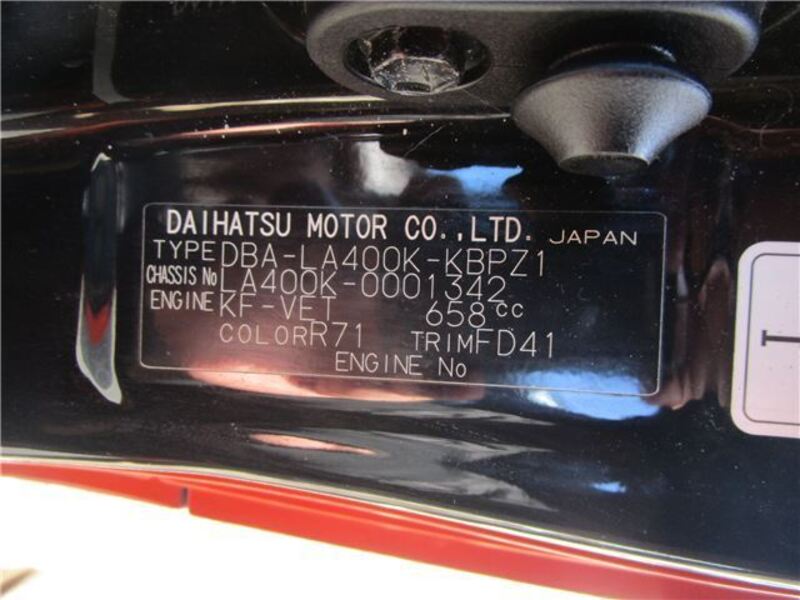 DAIHATSU MOTOR CO.,LTD. JAPAN
TYPE DBA-LA400K-KBPZ1
CHASSIS No LA400K-0001342
ENGINE KF-VET 658cc
COLOR R71 TRIM FD41
ENGINE No